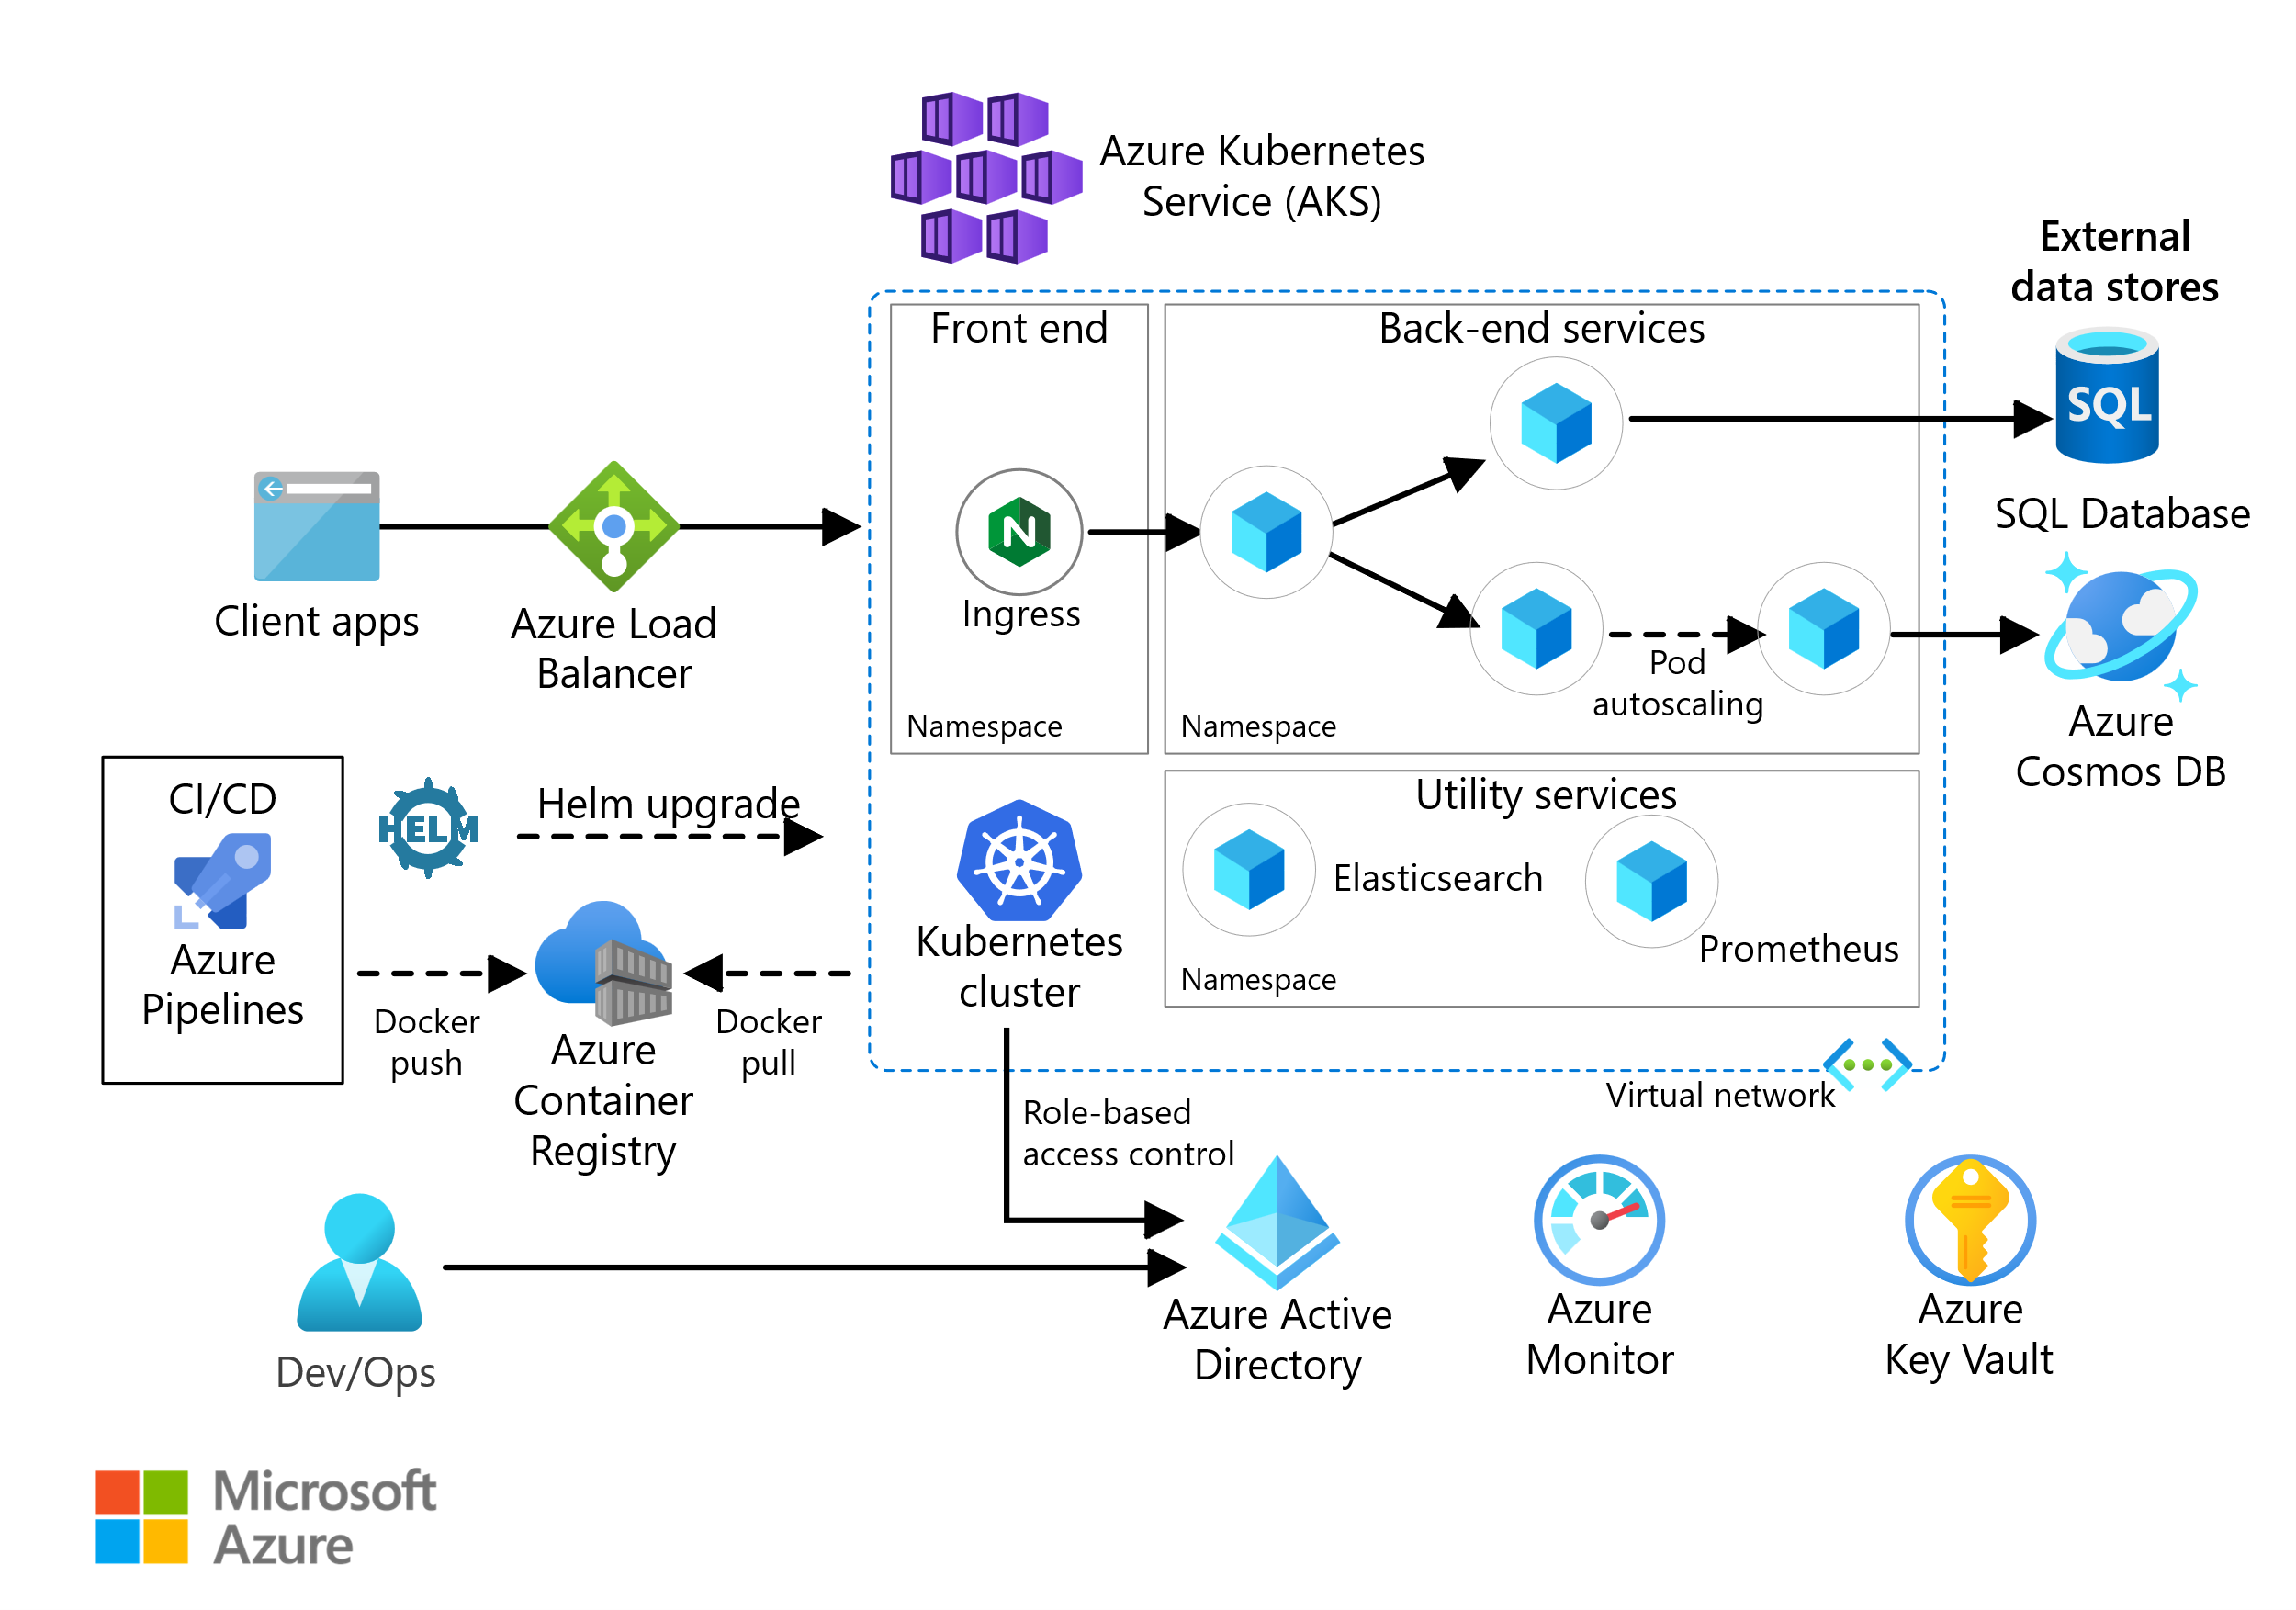 Azure Kubernetes
Service (AKS)
External
data stores
Front end
Back-end services
SQL
SQL Database
N
Ingress
Client apps
Azure Load
Balancer
Pod
autoscaling
Namespace
Namespace
Azure
Cosmos DB
CI/CD
HELM
Helm upgrade
Utility services
Elasticsearch
Prometheus
Namespace
Kubernetes
cluster
Azure
Pipelines
Docker
push
Docker
pull
Azure
Container
Registry
Virtual network
Role-based
access control
Dev/Ops
Azure Active
Directory
Azure
Monitor
Azure
Key Vault
Microsoft
Azure